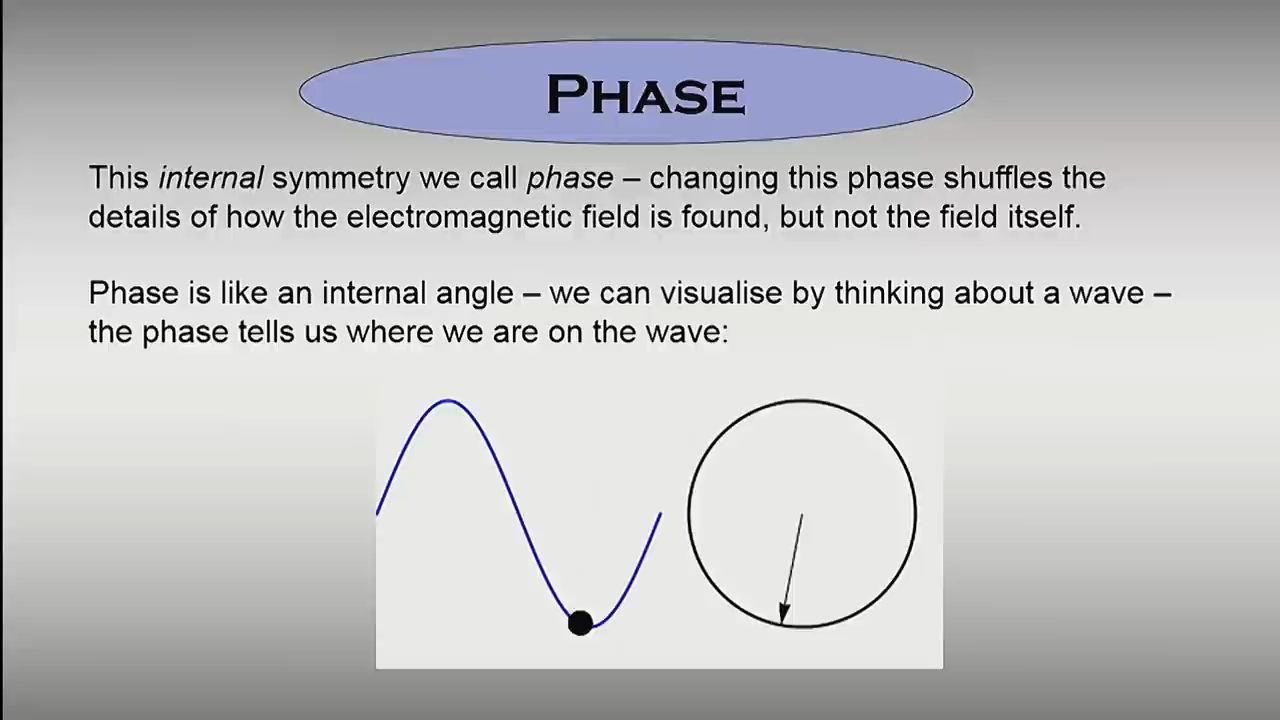 PHASE
This internal symmetry we call phase – changing this phase shuffles the
details of how the electromagnetic field is found, but not the field itself.
Phase is like an internal angle – we can visualise by thinking about a wave –
the phase tells us where we are on the wave: